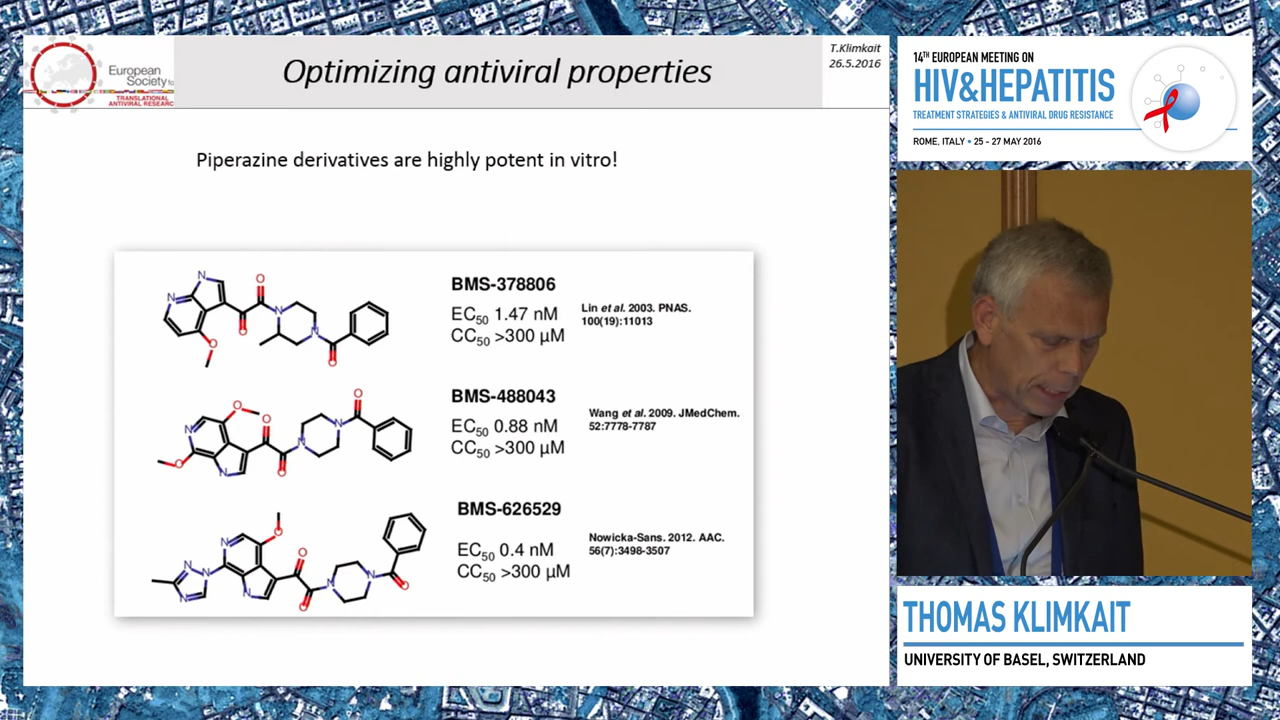 European
Society fo
TRANSLATIONAL
ANTIVIRAL RESEARC
Optimizing antiviral properties
T.Klimkait
26.5.2016
Piperazine derivatives are highly potent in vitro!
N
N
O
O
O
N
N
O
BMS-378806
EC50 1.47 nM
CC50 >300 µM
Lin et al. 2003. PNAS.
100(19):11013
N
O
O
N
O
O
N
N
O
BMS-488043
EC50 0.88 nM
CC50 >300 µM
Wang et al. 2009. JMedChem.
52:7778-7787
N
O
N
N
N
N
O
O
N
N
O
BMS-626529
EC50 0.4 nM
CC50 >300 µM
Nowicka-Sans. 2012. AAC.
56(7):3498-3507
14TH EUROPEAN MEETING ON
HIV&HEPATITIS
TREATMENT STRATEGIES & ANTIVIRAL DRUG RESISTANCE
ROME, ITALY • 25 - 27 MAY 2016
THOMAS KLIMKAIT
UNIVERSITY OF BASEL, SWITZERLAND